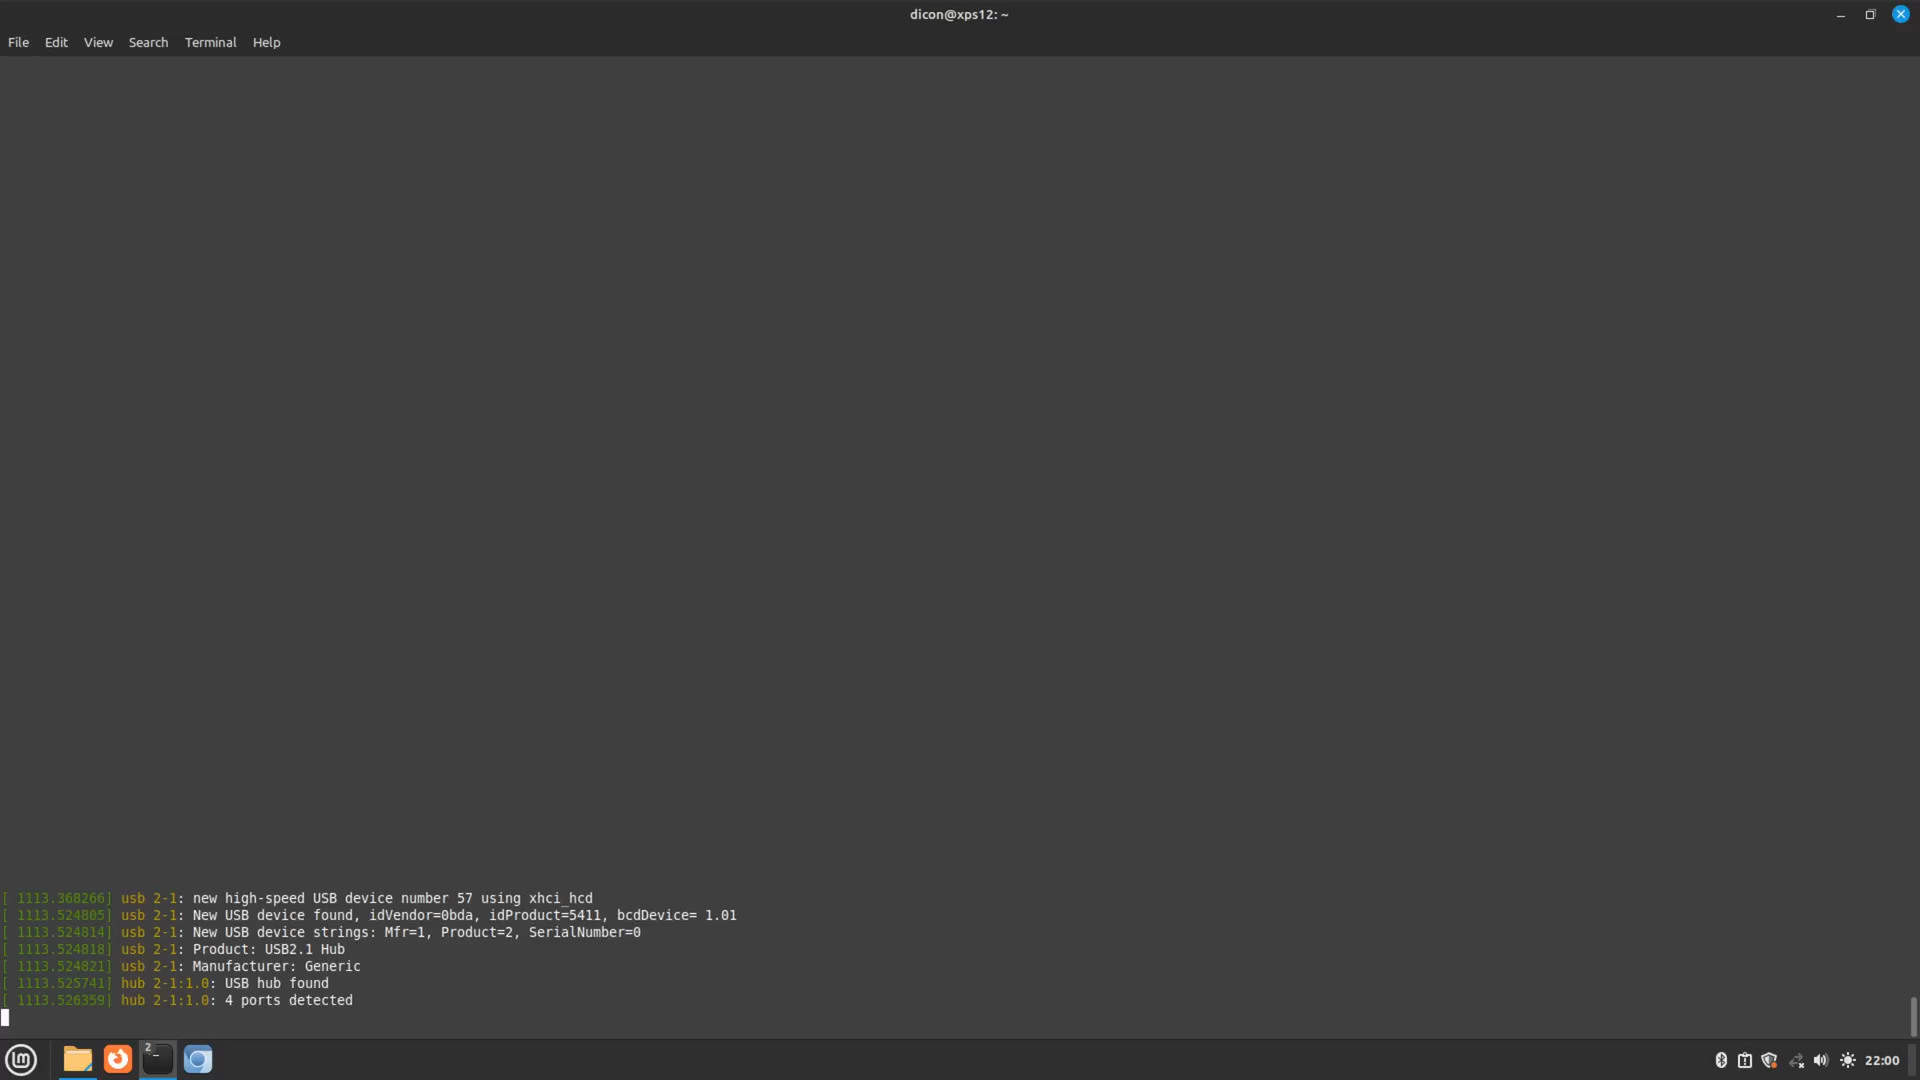 dicon@xps12: ~
File Edit View Search Terminal Help
[ 1113.368266] usb 2-1: new high-speed USB device number 57 using xhci_hcd
[ 1113.524805] usb 2-1: New USB device found, idVendor=0bda, idProduct=5411, bcdDevice= 1.01
[ 1113.524814] usb 2-1: New USB device strings: Mfr=1, Product=2, SerialNumber=0
[ 1113.524818] usb 2-1: Product: USB2.1 Hub
[ 1113.524821] usb 2-1: Manufacturer: Generic
[ 1113.525741] hub 2-1:1.0: USB hub found
[ 1113.526359] hub 2-1:1.0: 4 ports detected
2
22:00